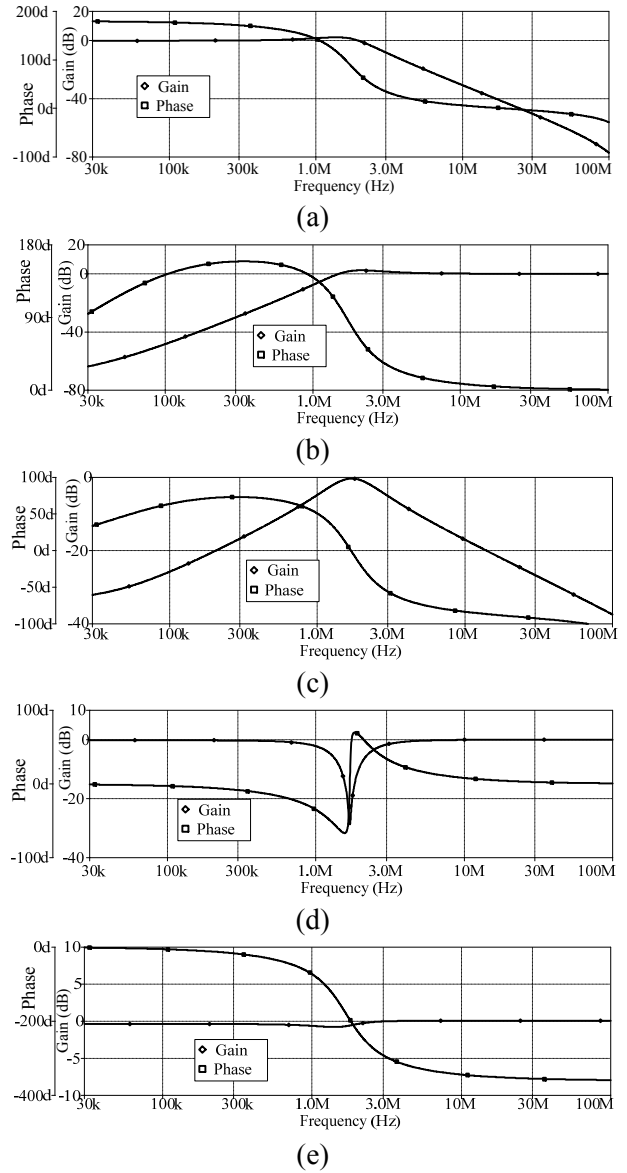 200d 20
100d 0
0d -40
-100d -80
Phase
Gain (dB)
Gain
Phase
30k 100k 300k 1.0M 3.0M 10M 30M 100M
Frequency (Hz)
(a)
180d 20
0
90d
-40
0d -80
Phase
Gain (dB)
Gain
Phase
30k 100k 300k 1.0M 3.0M 10M 30M 100M
Frequency (Hz)
(b)
100d 0
50d
0d -20
-50d
-100d -40
Phase
Gain (dB)
Gain
Phase
30k 100k 300k 1.0M 3.0M 10M 30M 100M
Frequency (Hz)
(c)
100d 10
0
0d
-20
-100d -40
Phase
Gain (dB)
Gain
Phase
30k 100k 300k 1.0M 3.0M 10M 30M 100M
Frequency (Hz)
(d)
0d 10
5
-200d 0
-5
-400d -10
Phase
Gain (dB)
Gain
Phase
30k 100k 300k 1.0M 3.0M 10M 30M 100M
Frequency (Hz)
(e)